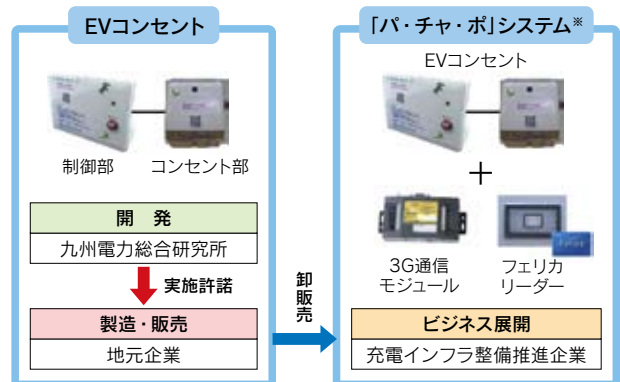 EVコンセント
制御部
コンセント部
開 発
九州電力総合研究所
実施許諾
製造・販売
地元企業
卸販売
「パ・チャ・ポ」システム※
EVコンセント
+
3G通信
モジュール
フェリカ
リーダー
ビジネス展開
充電インフラ整備推進企業